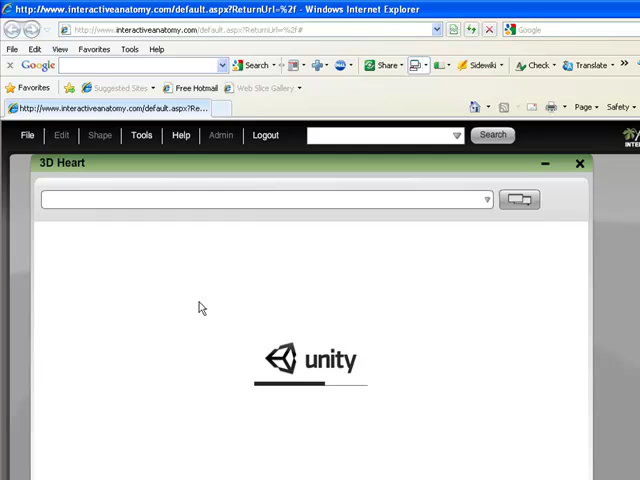 http://www.interactiveanatomy.com/default.aspx?ReturnUrl=%2f - Windows Internet Explorer
http://www.interactiveanatomy.com/default.aspx?ReturnUrl=%2f#
Google
File Edit View Favorites Tools Help
x Google Search Share Sidewiki Check Translate
Favorites Suggested Sites Free Hotmail Web Slice Gallery
http://www.interactiveanatomy.com/default.aspx?Re...
Page Safety
File Edit Shape Tools Help Admin Logout Search
3D Heart
unity